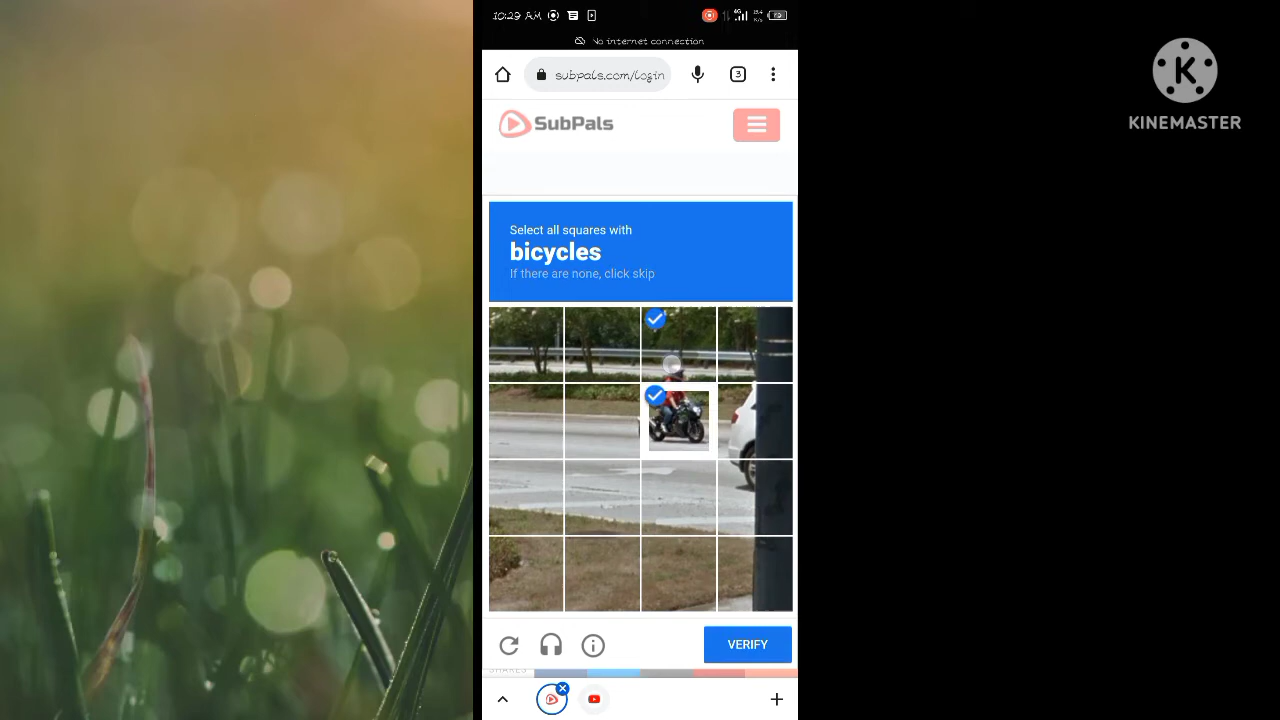 10:29 AM
No internet connection
subpals.com/login
3
SubPals
KINEMASTER
Select all squares with
bicycles
If there are none, click skip
VERIFY
SHARES